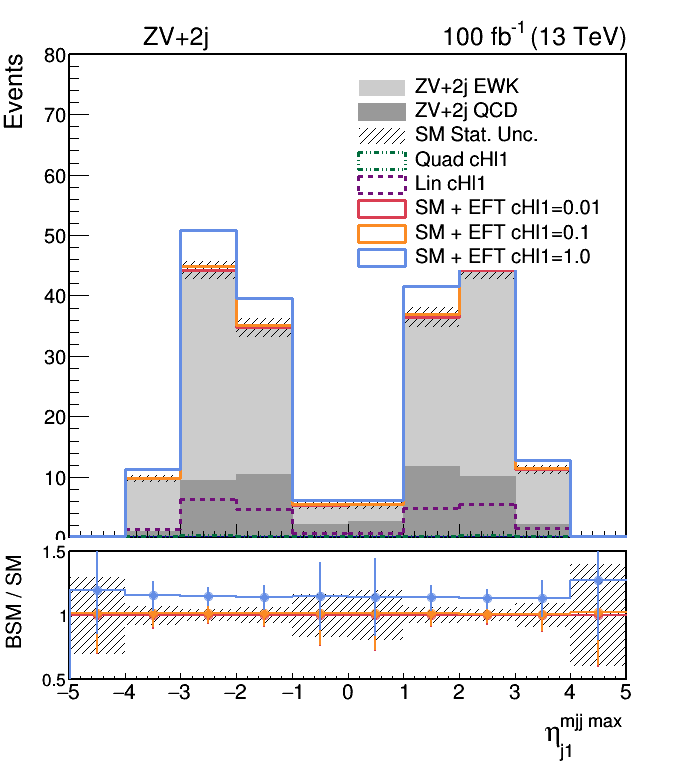 ZV+2j 100 fb⁻¹ (13 TeV)
Events
80
70
60
50
40
30
20
10
0
ZV+2j EWK
ZV+2j QCD
SM Stat. Unc.
Quad cHl1
Lin cHl1
SM + EFT cHl1=0.01
SM + EFT cHl1=0.1
SM + EFT cHl1=1.0
BSM / SM
1.5
1
0.5
−5 −4 −3 −2 −1 0 1 2 3 4 5
η_{j1}^{mjj max}